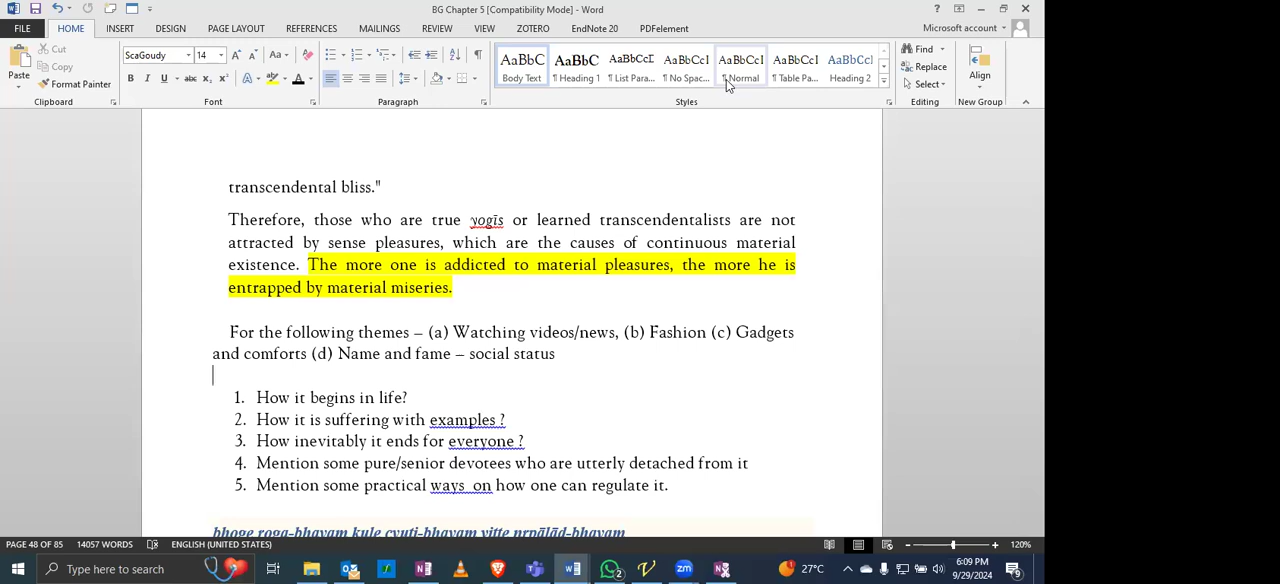 BG Chapter 5 [Compatibility Mode] - Word
FILE HOME INSERT DESIGN PAGE LAYOUT REFERENCES MAILINGS REVIEW VIEW ZOTERO EndNote 20 PDFelement Microsoft account
Paste Cut Copy Format Painter
ScaGoudy 14
AaBbC Body Text
AaBbC ¶ Heading 1
AaBbCcD ¶ List Para...
AaBbCcI ¶ No Spac...
AaBbCcI ¶ Normal
AaBbCcI ¶ Table Pa...
AaBbCcI Heading 2
Find Replace Select Align
Clipboard Font Paragraph Styles Editing New Group
transcendental bliss."
Therefore, those who are true yogīs or learned transcendentalists are not
attracted by sense pleasures, which are the causes of continuous material
existence. The more one is addicted to material pleasures, the more he is
entrapped by material miseries.
For the following themes – (a) Watching videos/news, (b) Fashion (c) Gadgets
and comforts (d) Name and fame – social status
1. How it begins in life?
2. How it is suffering with examples ?
3. How inevitably it ends for everyone ?
4. Mention some pure/senior devotees who are utterly detached from it
5. Mention some practical ways  on how one can regulate it.
bhoge roga-bhayam kule cyuti-bhayam vitte nṛpālād-bhayam
PAGE 48 OF 85 14057 WORDS ENGLISH (UNITED STATES) 120%
Type here to search 27°C 6:09 PM
9/29/2024